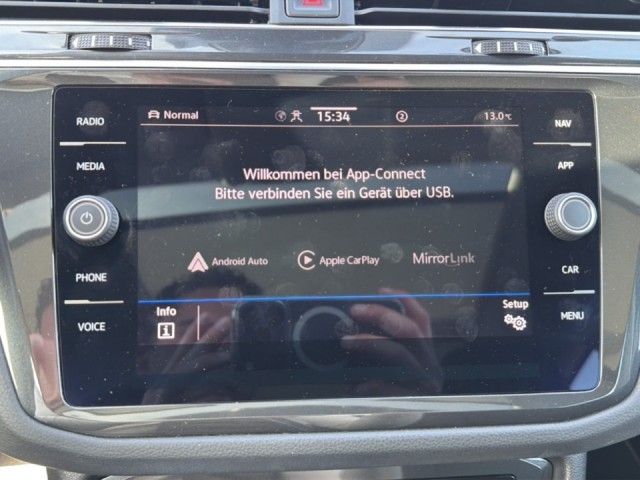 RADIO
MEDIA
PHONE
VOICE
Normal
15:34
2
13.0°C
Willkommen bei App-Connect
Bitte verbinden Sie ein Gerät über USB.
Android Auto
Apple CarPlay
MirrorLink
Info
i
Setup
NAV
APP
CAR
MENU